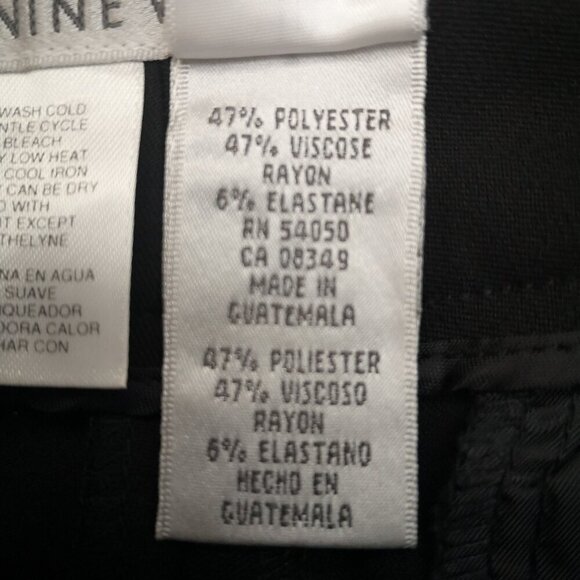 NINE
WASH COLD
NTLE CYCLE
BLEACH
LOW HEAT
COOL IRON
CAN BE DRY
WITH
T EXCEPT
THELYNE
NA EN AGUA
SUAVE
QUEADOR
DORA CALOR
HAR CON
47% POLYESTER
47% VISCOSE
RAYON
6% ELASTANE
RN 54050
CA 08349
MADE IN
GUATEMALA
47% POLIESTER
47% VISCOSO
RAYON
6% ELASTANO
HECHO EN
GUATEMALA